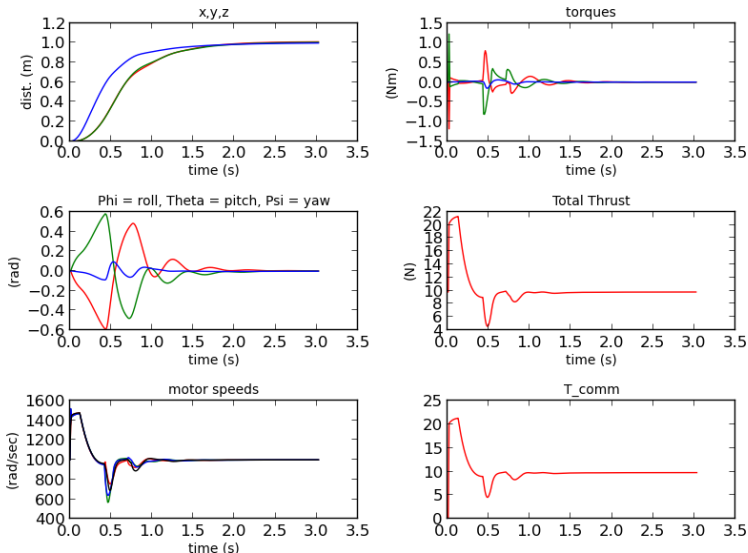 x,y,z
1.2
1.0
0.8
0.6
0.4
0.2
0.0
dist. (m)
0.0 0.5 1.0 1.5 2.0 2.5 3.0 3.5
time (s)
torques
1.5
1.0
0.5
0.0
−0.5
−1.0
−1.5
(Nm)
0.0 0.5 1.0 1.5 2.0 2.5 3.0 3.5
time (s)
Phi = roll, Theta = pitch, Psi = yaw
0.6
0.4
0.2
0.0
−0.2
−0.4
−0.6
(rad)
0.0 0.5 1.0 1.5 2.0 2.5 3.0 3.5
time (s)
Total Thrust
22
20
18
16
14
12
10
8
6
4
(N)
0.0 0.5 1.0 1.5 2.0 2.5 3.0 3.5
time (s)
motor speeds
1600
1400
1200
1000
800
600
400
(rad/sec)
0.0 0.5 1.0 1.5 2.0 2.5 3.0 3.5
time (s)
T_comm
25
20
15
10
5
0
0.0 0.5 1.0 1.5 2.0 2.5 3.0 3.5
time (s)